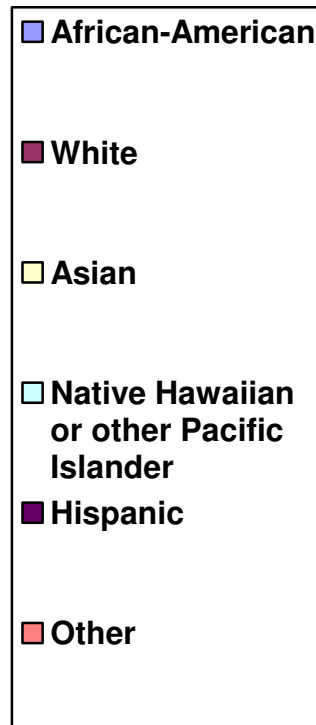 African-American
White
Asian
Native Hawaiian
or other Pacific
Islander
Hispanic
Other